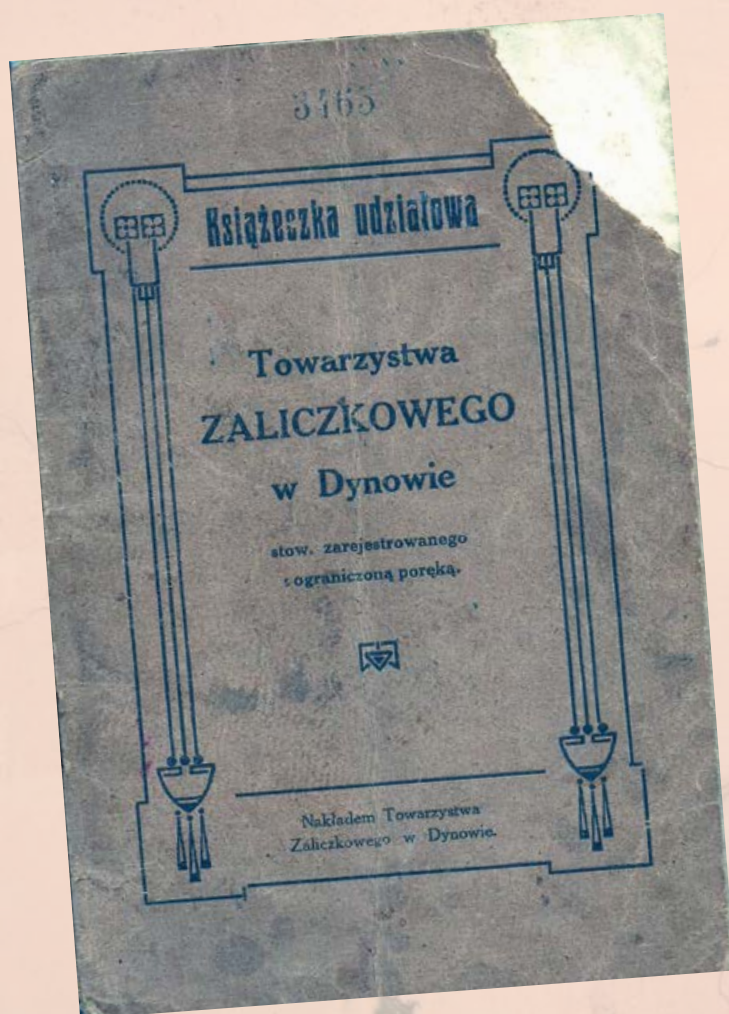 3465
Książeczka udziałowa
Towarzystwa
ZALICZKOWEGO
w Dynowie
stow. zarejestrowanego
z ograniczoną poręką.
Nakładem Towarzystwa
Zaliczkowego w Dynowie.